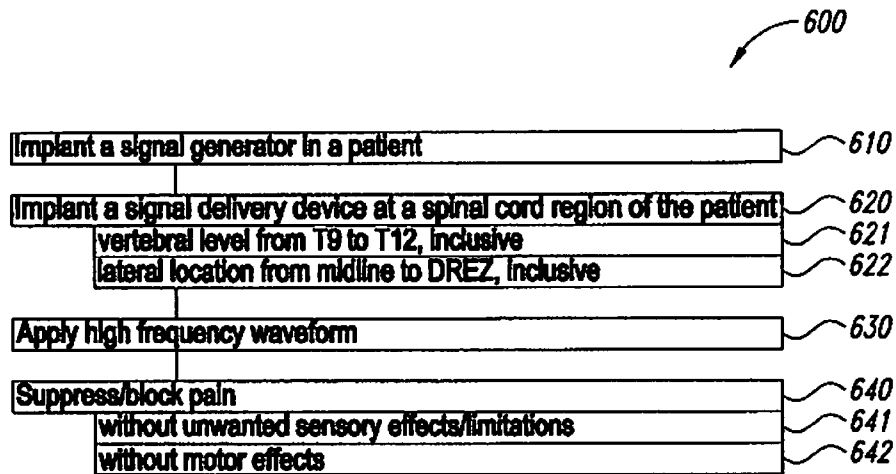 600
Implant a signal generator in a patient 610
Implant a signal delivery device at a spinal cord region of the patient 620
vertebral level from T9 to T12, inclusive 621
lateral location from midline to DREZ, inclusive 622
Apply high frequency waveform 630
Suppress/block pain 640
without unwanted sensory effects/limitations 641
without motor effects 642